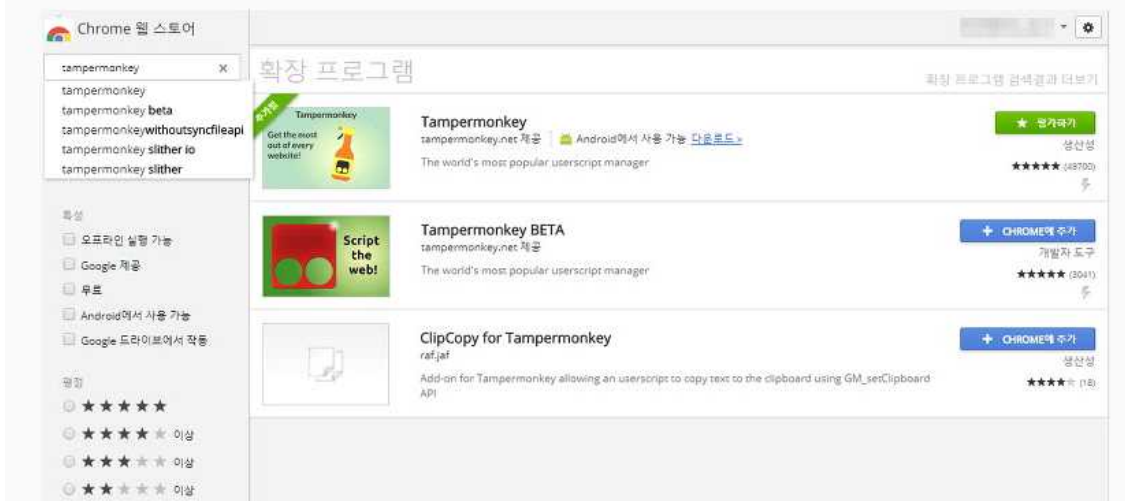 Chrome 웹 스토어
tampermonkey x
tampermonkey
tampermonkey beta
tampermonkeywithoutsyncfileapi
tampermonkey slither io
tampermonkey slither
특성
오프라인 실행 가능
Google 제공
무료
Android에서 사용 가능
Google 드라이브에서 작동
평점
이상
이상
이상
확장 프로그램
확장 프로그램 검색결과 더보기
추가됨
Tampermonkey
Get the most
out of every
website!
Tampermonkey
tampermonkey.net 제공
Android에서 사용 가능 다운로드 »
The world's most popular userscript manager
평가하기
생산성
(49700)
Script
the
web!
Tampermonkey BETA
tampermonkey.net 제공
The world's most popular userscript manager
CHROME에 추가
개발자 도구
(3041)
ClipCopy for Tampermonkey
raf.jaf
Add-on for Tampermonkey allowing an userscript to copy text to the clipboard using GM_setClipboard
API
CHROME에 추가
생산성
(18)